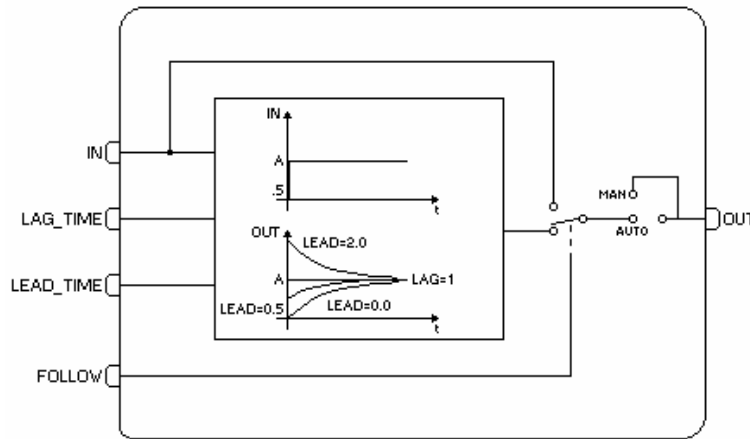 IN
A
.5
t
IN
LAG_TIME
LEAD_TIME
FOLLOW
OUT
LEAD=2.0
A
LAG=1
LEAD=0.5
LEAD=0.0
t
MAN
AUTO
OUT